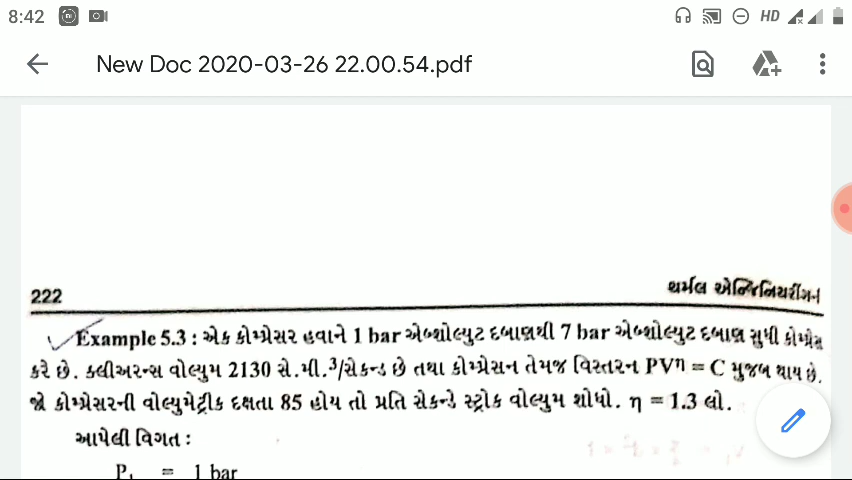 8:42 HD
New Doc 2020-03-26 22.00.54.pdf
222 થર્મલ એન્જિનિયરીંગ-I
Example 5.3 : એક કોમ્પ્રેસર હવાને 1 bar એબ્શોલ્યુટ દબાણથી 7 bar એબ્શોલ્યુટ દબાણ સુધી કોમ્પ્રેસ
કરે છે. ક્લીઅરન્સ વોલ્યુમ 2130 સે.મી.³/સેકન્ડ છે તથા કોમ્પ્રેસન તેમજ વિસ્તરન PVⁿ = C મુજબ થાય છે.
જો કોમ્પ્રેસરની વોલ્યુમેટ્રીક દક્ષતા 85 હોય તો પ્રતિ સેકન્ડે સ્ટ્રોક વોલ્યુમ શોધો. η = 1.3 લો.
આપેલી વિગત :
P₁ = 1 bar